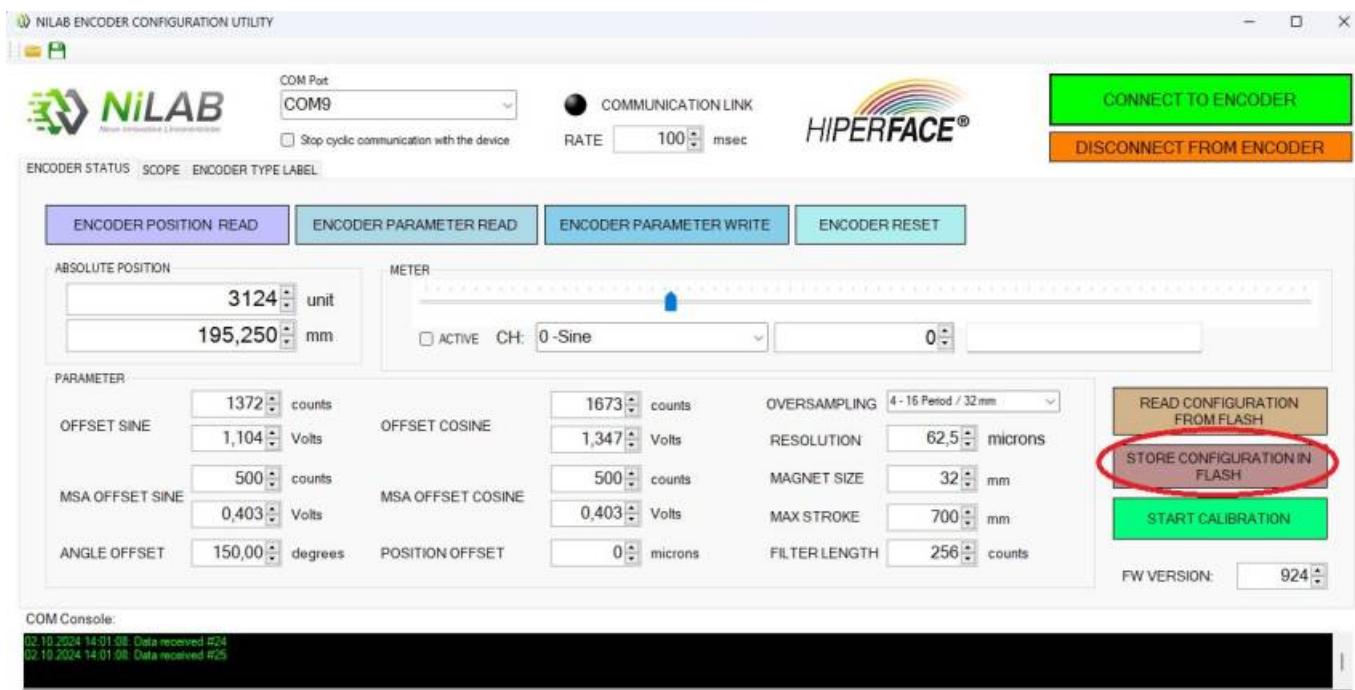 NILAB ENCODER CONFIGURATION UTILITY
COM Port
NiLAB
COM9
COMMUNICATION LINK
HIPERFACE®
CONNECT TO ENCODER
Stop cyclic communication with the device
RATE 100 msec
DISCONNECT FROM ENCODER
ENCODER STATUS SCOPE ENCODER TYPE LABEL
ENCODER POSITION READ ENCODER PARAMETER READ ENCODER PARAMETER WRITE ENCODER RESET
ABSOLUTE POSITION
3124 unit
195,250 mm
METER
ACTIVE CH: 0 -Sine 0
PARAMETER
OFFSET SINE
1372 counts
1,104 Volts
OFFSET COSINE
1673 counts
1,347 Volts
OVERSAMPLING 4 - 16 Period / 32 mm
RESOLUTION 62,5 microns
MSA OFFSET SINE
500 counts
0,403 Volts
MSA OFFSET COSINE
500 counts
0,403 Volts
MAGNET SIZE 32 mm
MAX STROKE 700 mm
ANGLE OFFSET 150,00 degrees
POSITION OFFSET 0 microns
FILTER LENGTH 256 counts
READ CONFIGURATION
FROM FLASH
STORE CONFIGURATION IN
FLASH
START CALIBRATION
FW VERSION: 924
COM Console:
02.10.2024 14:01:08: Data received #24
02.10.2024 14:01:08: Data received #25